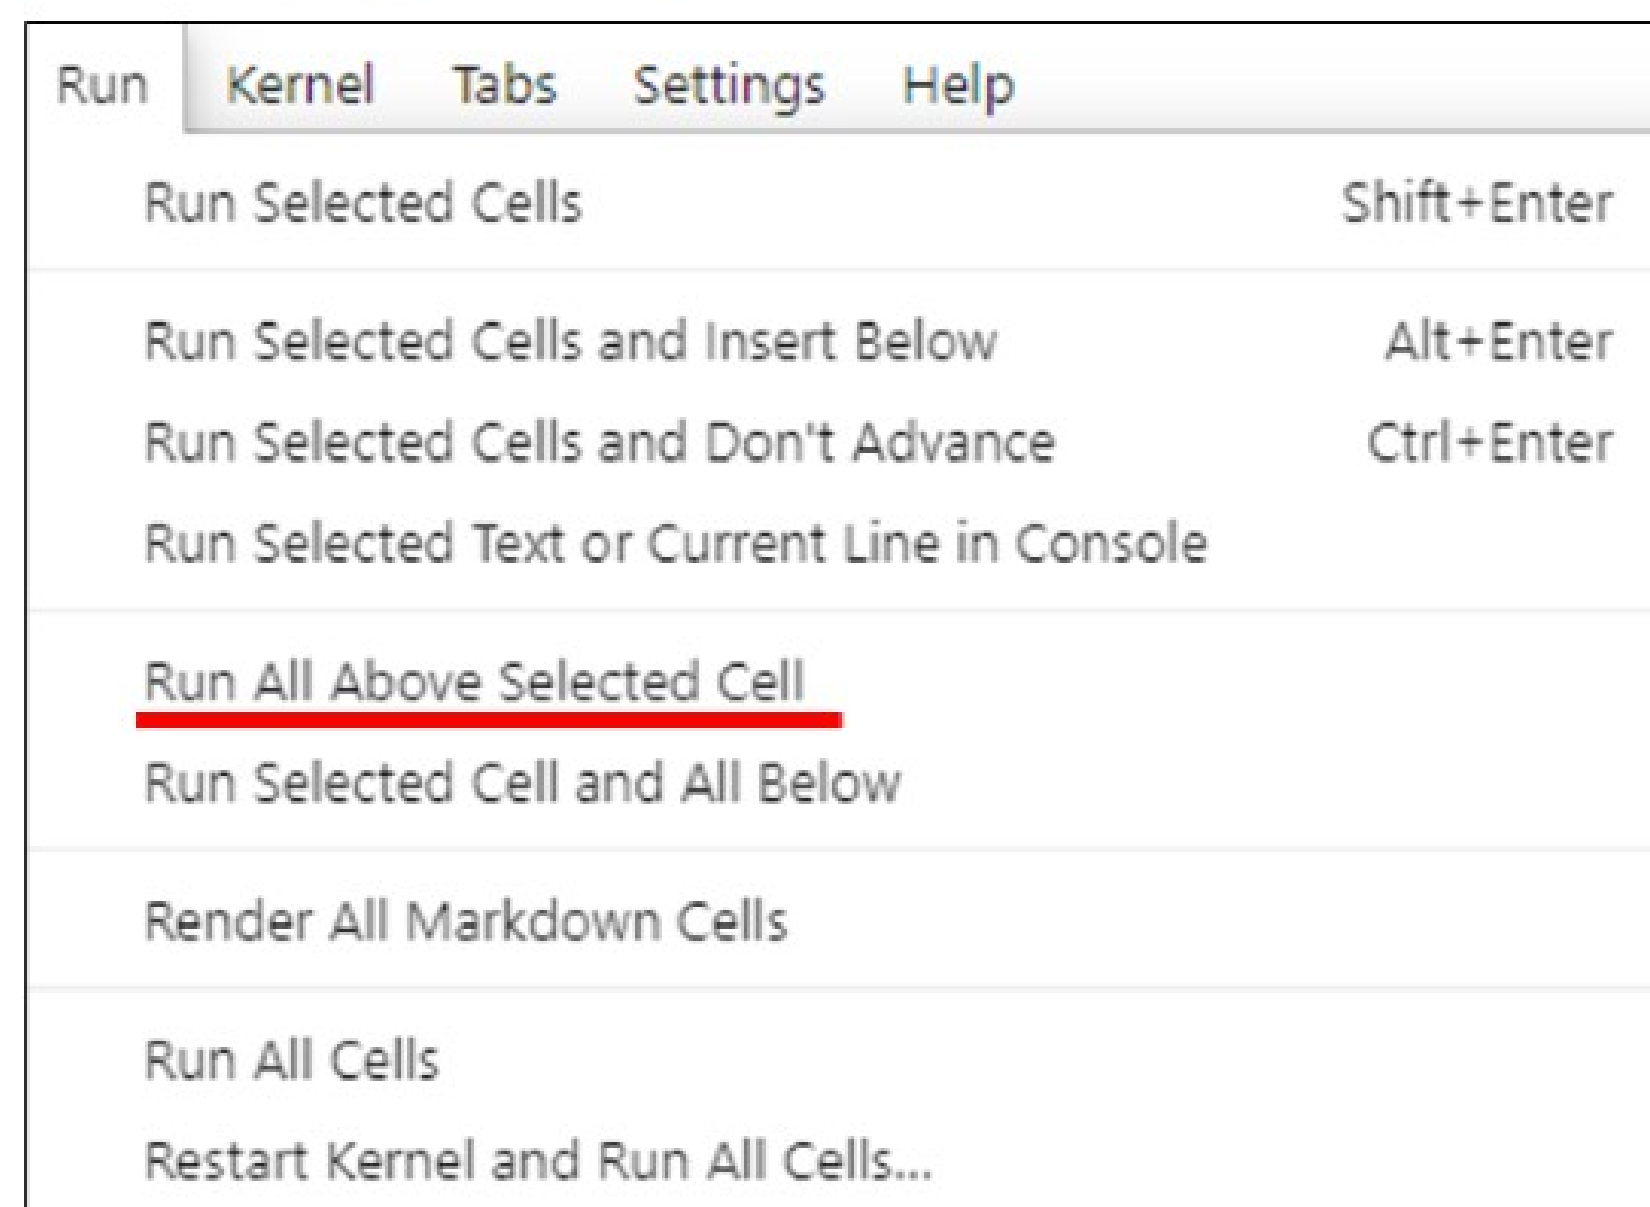 Run Kernel Tabs Settings Help
Run Selected Cells Shift+Enter
Run Selected Cells and Insert Below Alt+Enter
Run Selected Cells and Don't Advance Ctrl+Enter
Run Selected Text or Current Line in Console
Run All Above Selected Cell
Run Selected Cell and All Below
Render All Markdown Cells
Run All Cells
Restart Kernel and Run All Cells...